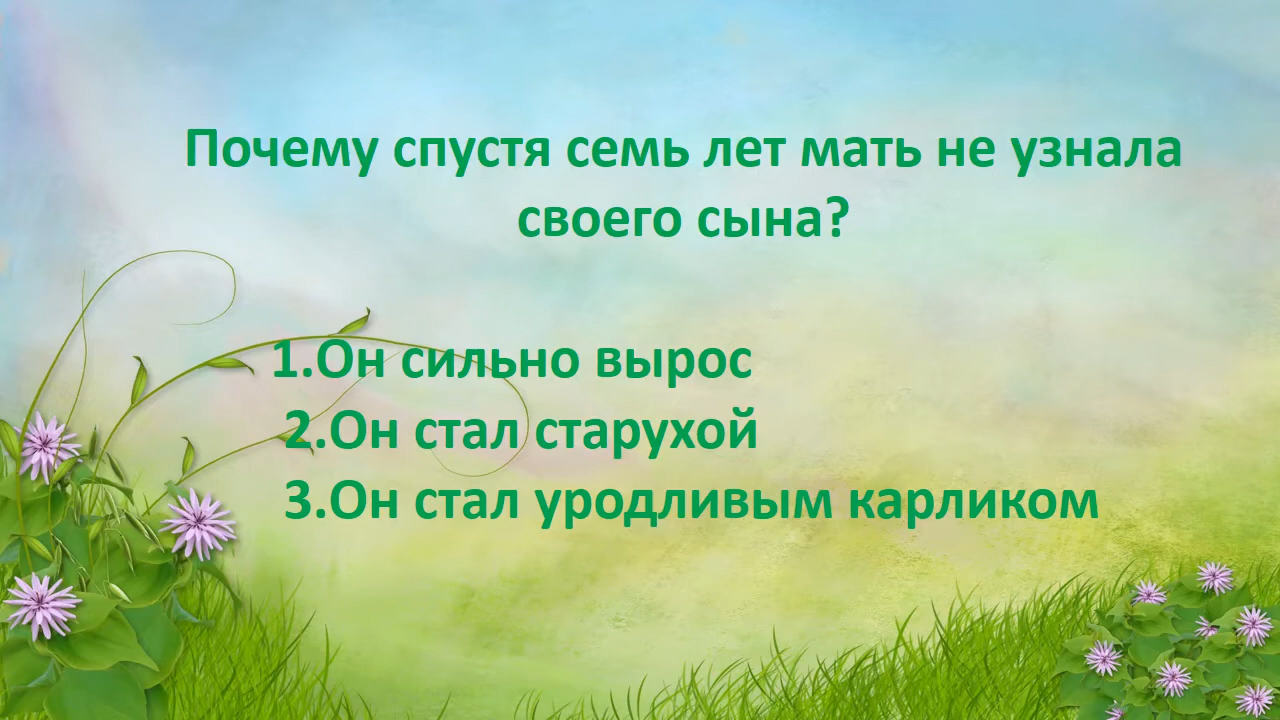 Почему спустя семь лет мать не узнала
своего сына?
1.Он сильно вырос
2.Он стал старухой
3.Он стал уродливым карликом